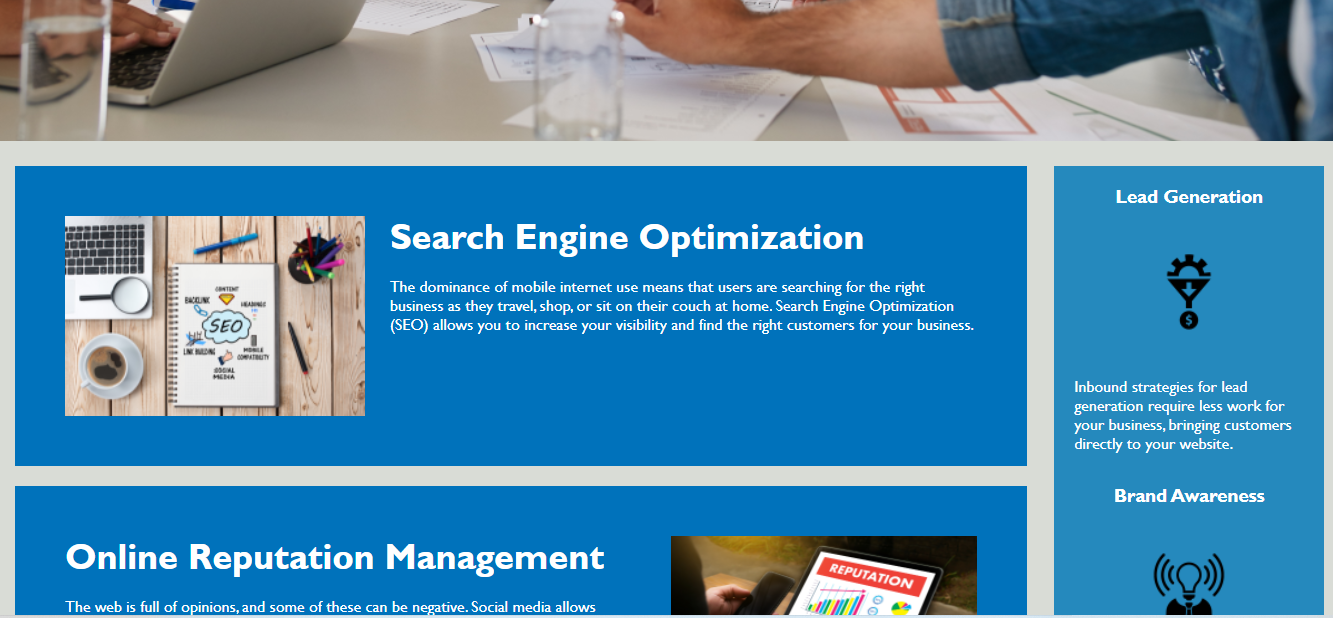 Search Engine Optimization
The dominance of mobile internet use means that users are searching for the right
business as they travel, shop, or sit on their couch at home. Search Engine Optimization
(SEO) allows you to increase your visibility and find the right customers for your business.
CONTENT
BACKLINK
HEADINGS
SEO
LINK BUILDING
MOBILE
COMPATIBILITY
SOCIAL
MEDIA
Online Reputation Management
The web is full of opinions, and some of these can be negative. Social media allows
REPUTATION
Lead Generation
$
Inbound strategies for lead
generation require less work for
your business, bringing customers
directly to your website.
Brand Awareness